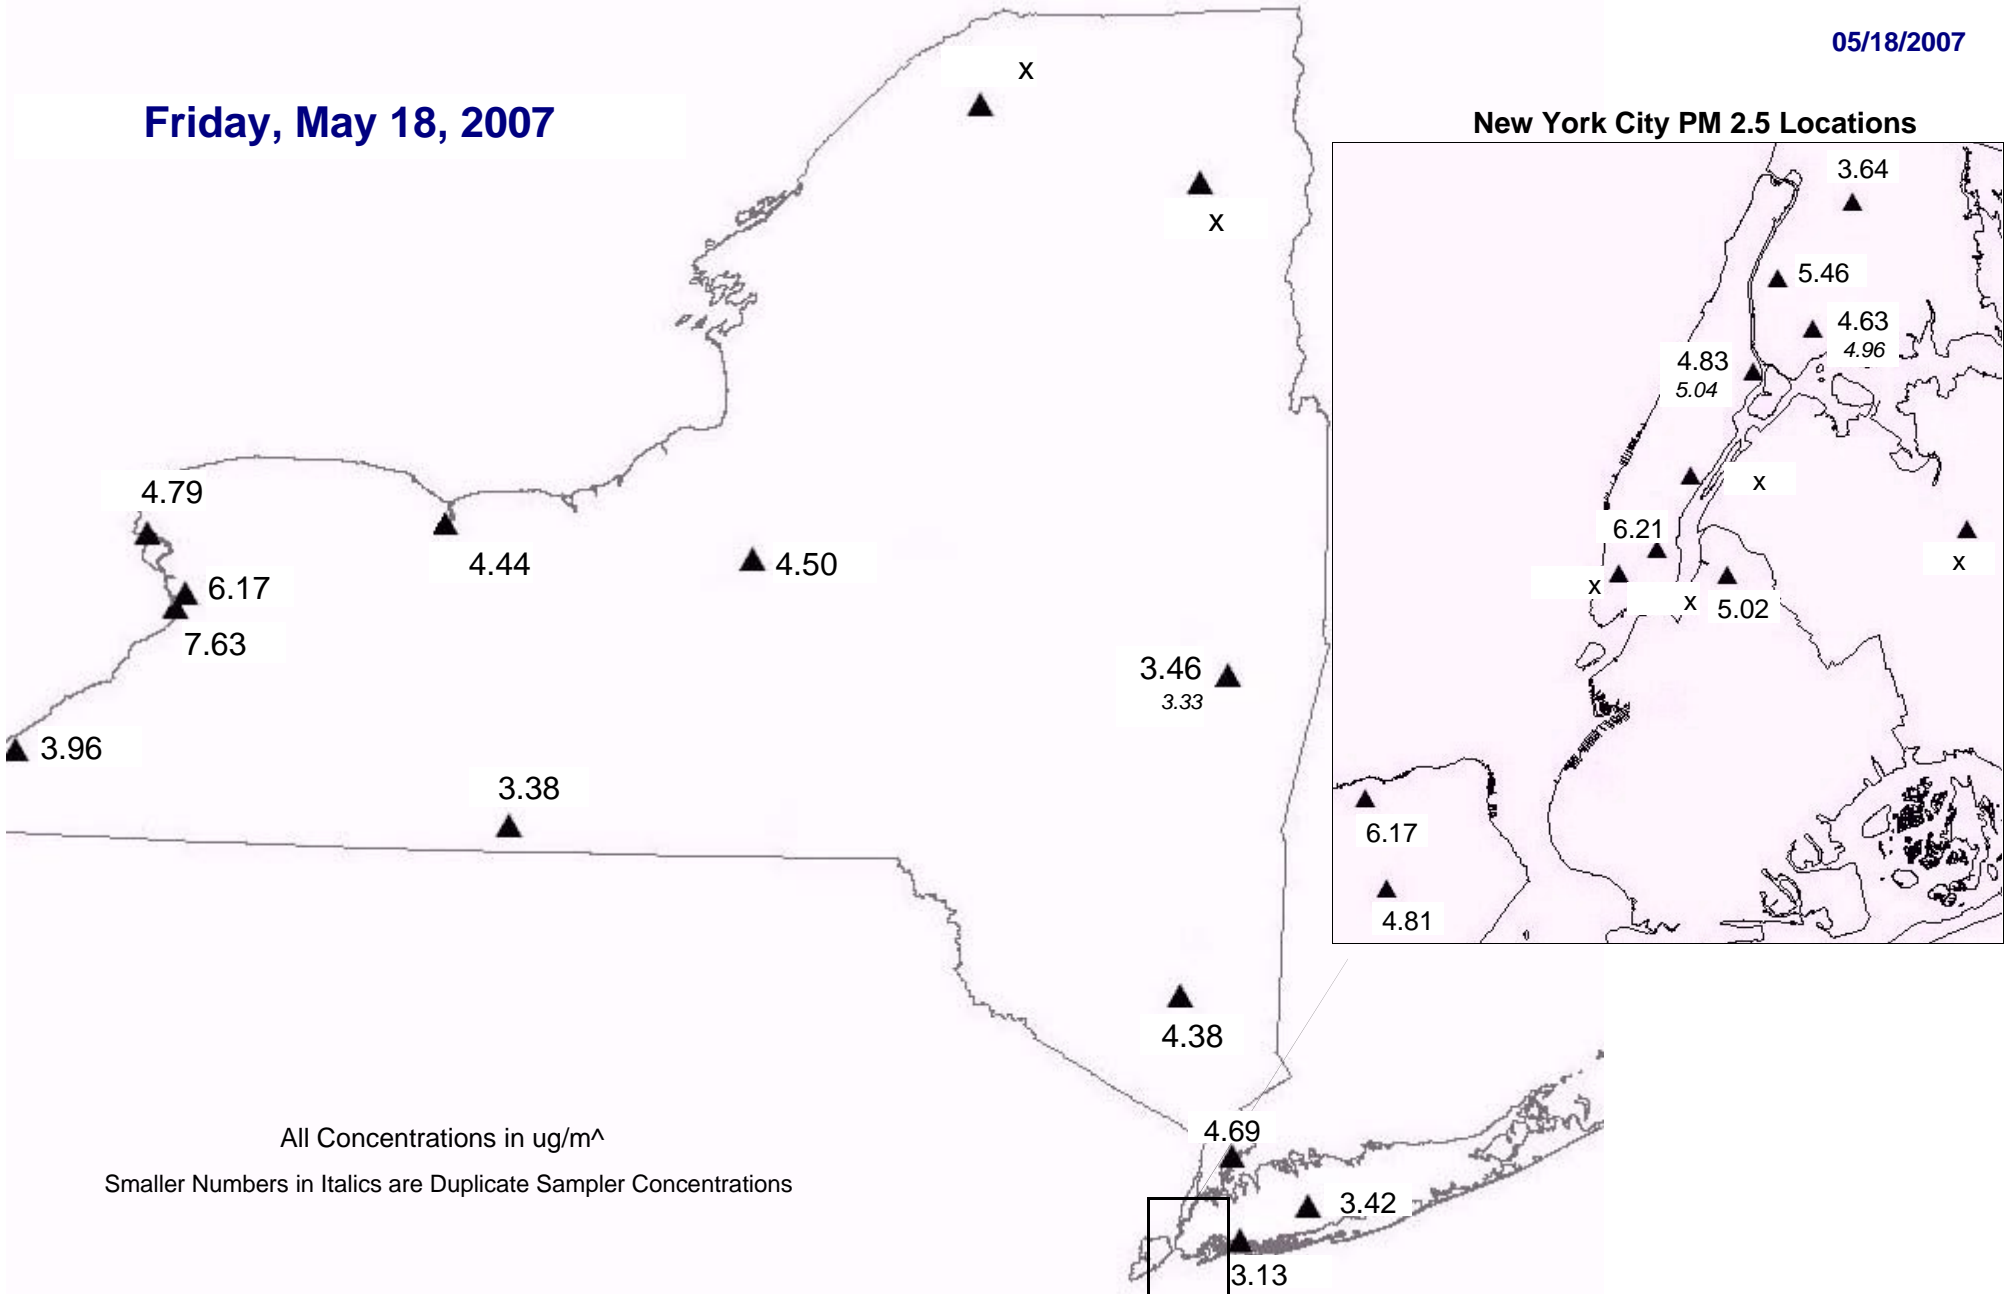 05/18/2007
Friday, May 18, 2007
x
x
New York City PM 2.5 Locations
3.64
5.46
4.63
4.96
4.83
5.04
x
6.21
x
x
x
5.02
6.17
4.81
4.79
4.44
4.50
6.17
7.63
3.46
3.33
3.96
3.38
4.38
4.69
3.42
3.13
All Concentrations in ug/m^
Smaller Numbers in Italics are Duplicate Sampler Concentrations